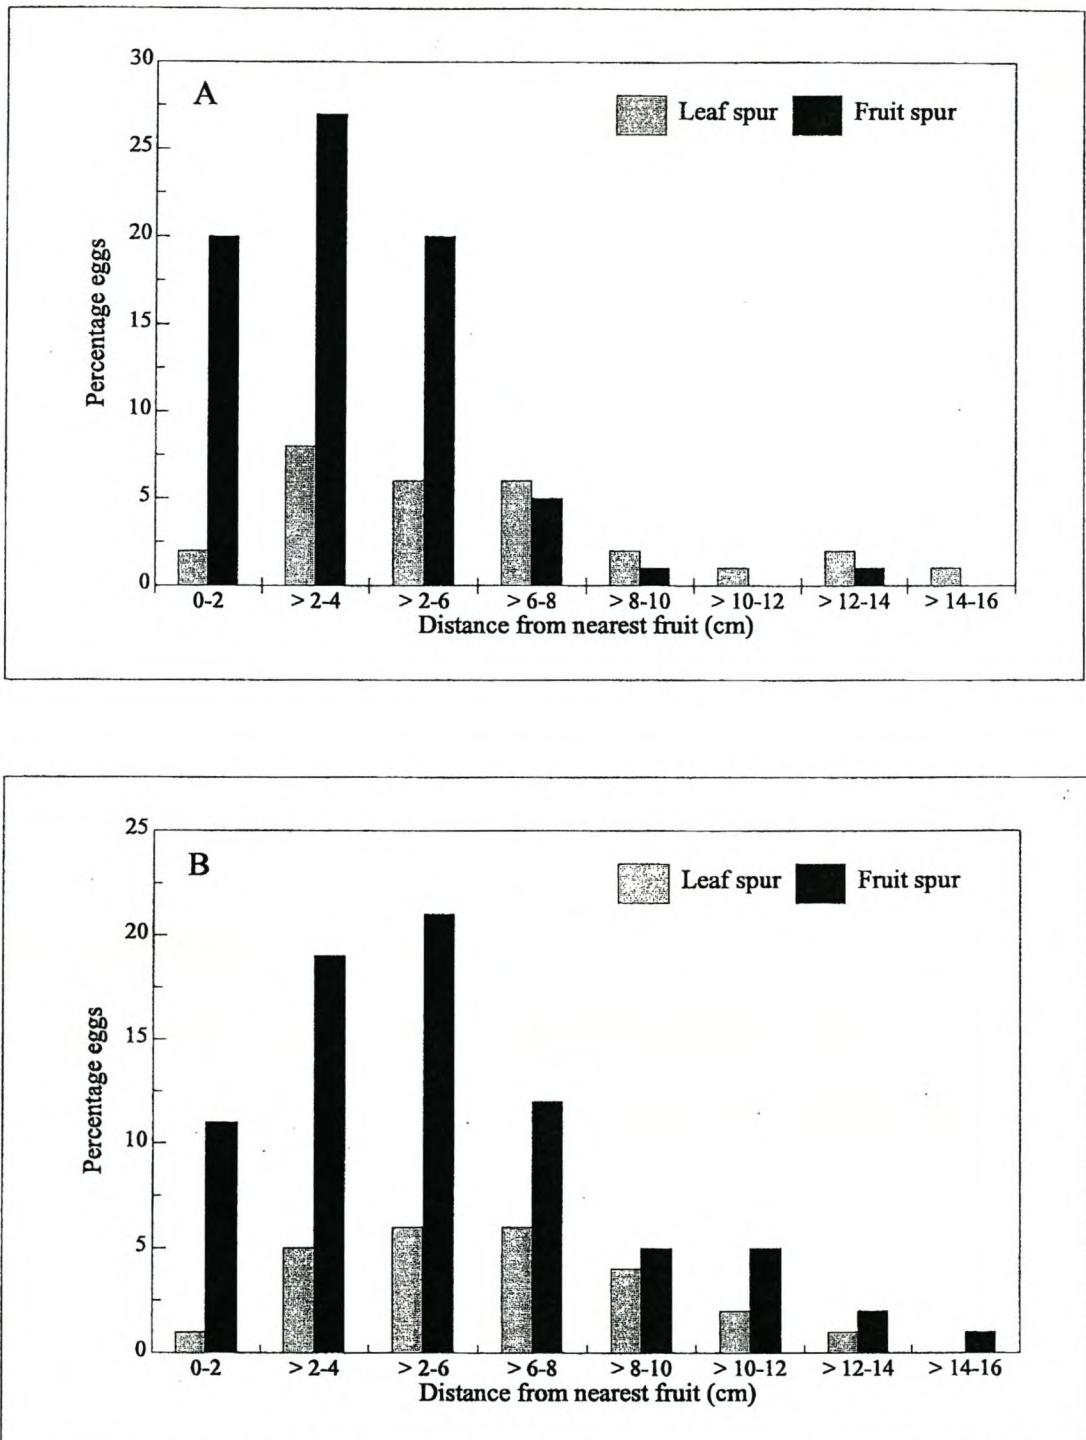 A
Leaf spur Fruit spur
Percentage eggs
30
25
20
15
10
5
0
0-2 > 2-4 > 2-6 > 6-8 > 8-10 > 10-12 > 12-14 > 14-16
Distance from nearest fruit (cm)
B
Leaf spur Fruit spur
Percentage eggs
25
20
15
10
5
0
0-2 > 2-4 > 2-6 > 6-8 > 8-10 > 10-12 > 12-14 > 14-16
Distance from nearest fruit (cm)